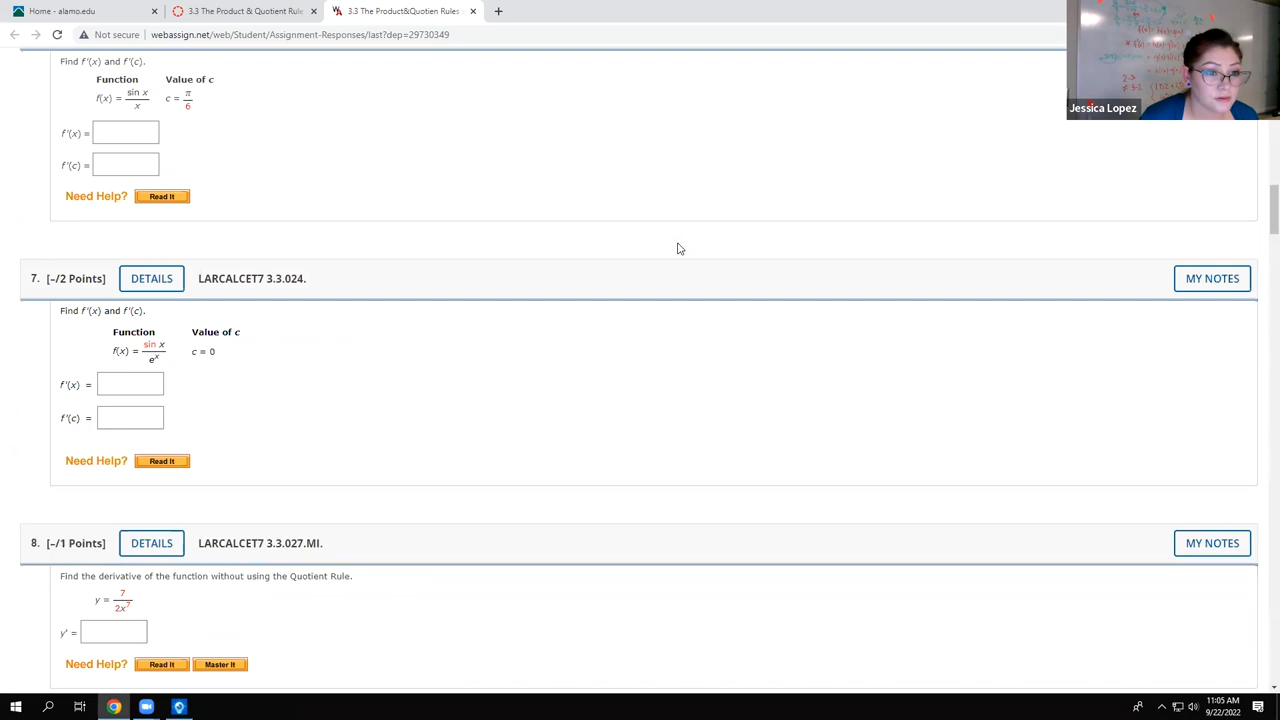 Home - alamo.edu
3.3 The Product & Quotient Rule
3.3 The Product&Quotien Rules
Not secure | webassign.net/web/Student/Assignment-Responses/last?dep=29730349
Jessica Lopez
Find f'(x) and f'(c).
Function Value of c
f(x) = sin x / x c = π / 6
f'(x) =
f'(c) =
Need Help? Read It
7. [–/2 Points] DETAILS LARCALCET7 3.3.024. MY NOTES
Find f'(x) and f'(c).
Function Value of c
f(x) = sin x / e^x c = 0
f'(x) =
f'(c) =
Need Help? Read It
8. [–/1 Points] DETAILS LARCALCET7 3.3.027.MI. MY NOTES
Find the derivative of the function without using the Quotient Rule.
y = 7 / 2x^7
y' =
Need Help? Read It Master It
11:05 AM
9/22/2022